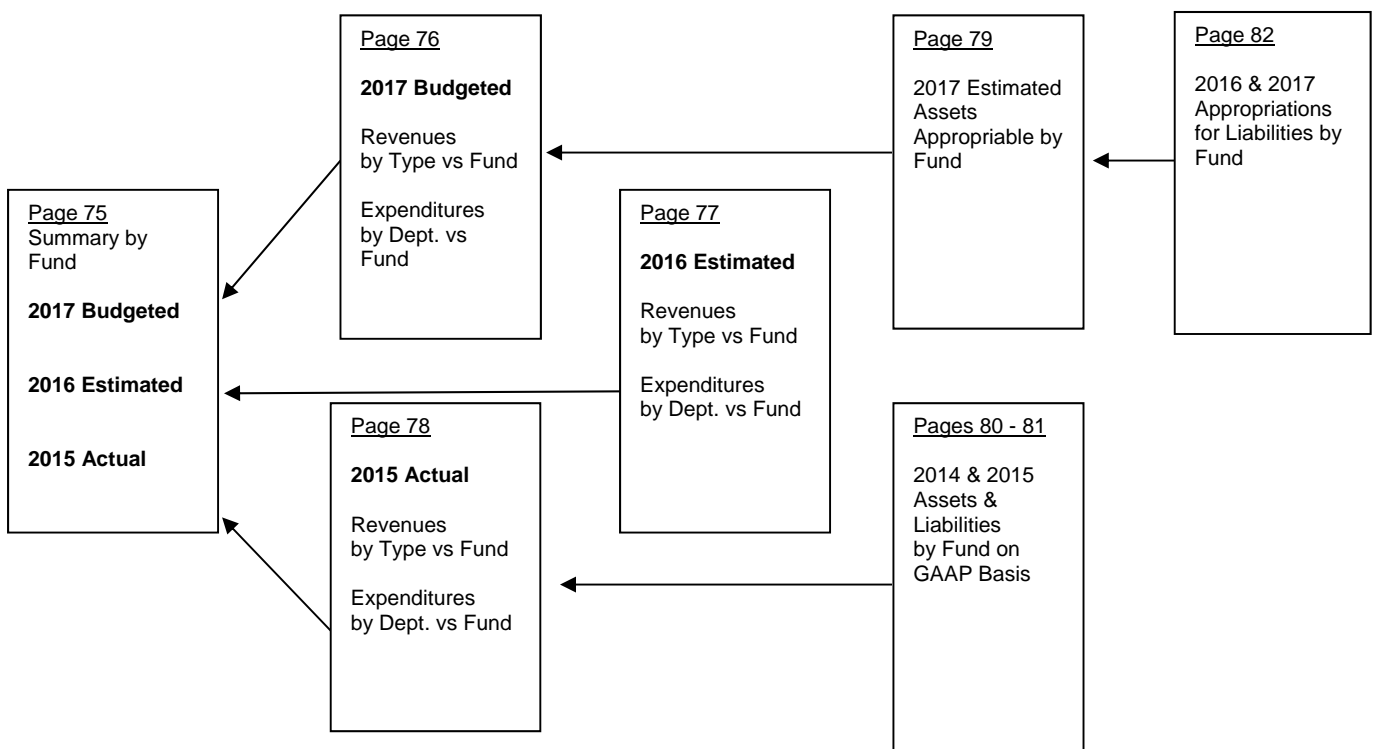 Page 75
Summary by
Fund
2017 Budgeted
2016 Estimated
2015 Actual
Page 76
2017 Budgeted
Revenues
by Type vs Fund
Expenditures
by Dept. vs
Fund
Page 78
2015 Actual
Revenues
by Type vs Fund
Expenditures
by Dept. vs Fund
Page 77
2016 Estimated
Revenues
by Type vs Fund
Expenditures
by Dept. vs Fund
Page 79
2017 Estimated
Assets
Appropriable by
Fund
Pages 80 - 81
2014 & 2015
Assets &
Liabilities
by Fund on
GAAP Basis
Page 82
2016 & 2017
Appropriations
for Liabilities by
Fund